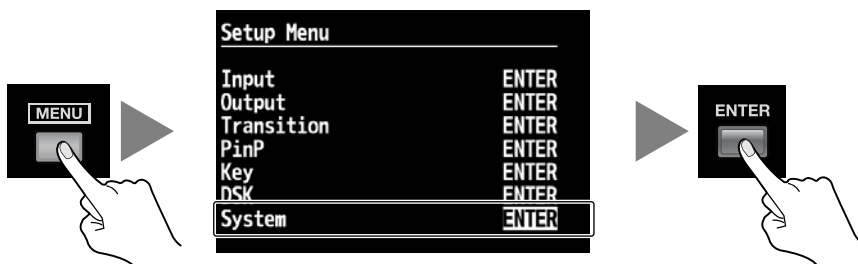 MENU
Setup Menu
Input ENTER
Output ENTER
Transition ENTER
PinP ENTER
Key ENTER
DSK ENTER
System ENTER
ENTER